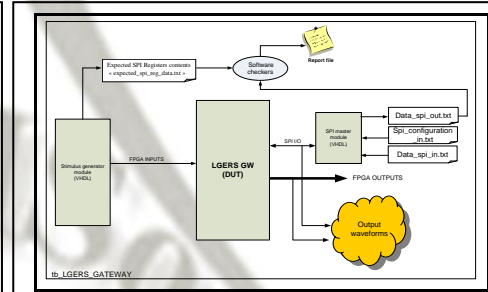 Expected SPI Registers contents
« expected_spi_reg_data.txt »
Software
checkers
Report file
Stimulus generator
module
(VHDL)
FPGA INPUTS
LGERS GW
(DUT)
SPI I/O
SPI master
module
(VHDL)
Data_spi_out.txt
Spi_configuration
_in.txt
Data_spi_in.txt
FPGA OUTPUTS
Output
waveforms
tb_LGERS_GATEWAY